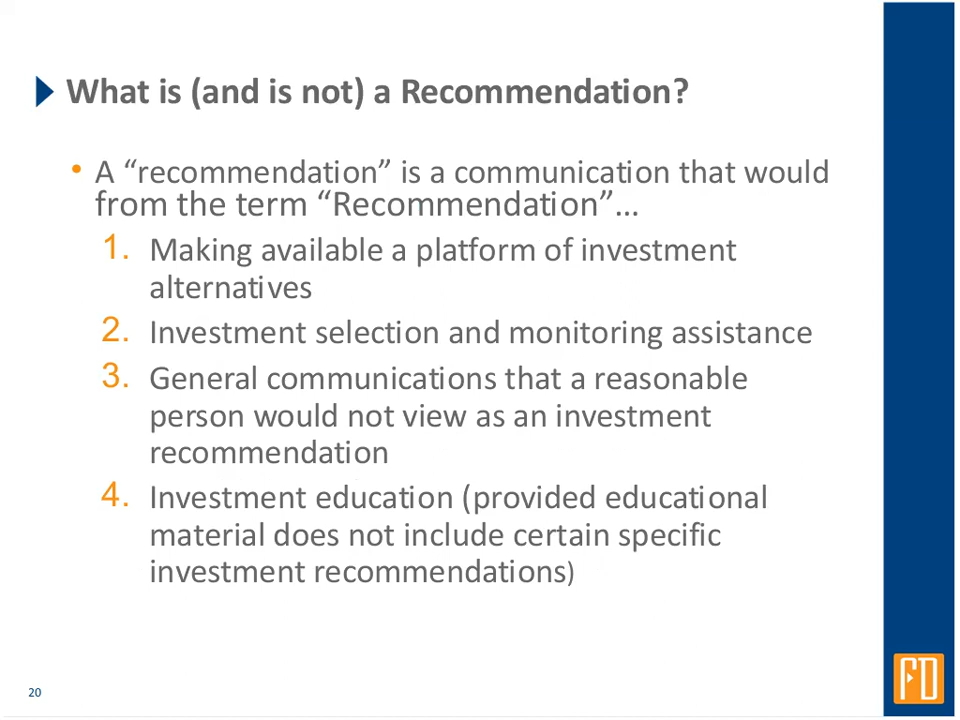 What is (and is not) a Recommendation?
• A “recommendation” is a communication that would
from the term “Recommendation”…
1. Making available a platform of investment
alternatives
2. Investment selection and monitoring assistance
3. General communications that a reasonable
person would not view as an investment
recommendation
4. Investment education (provided educational
material does not include certain specific
investment recommendations)
20
FD